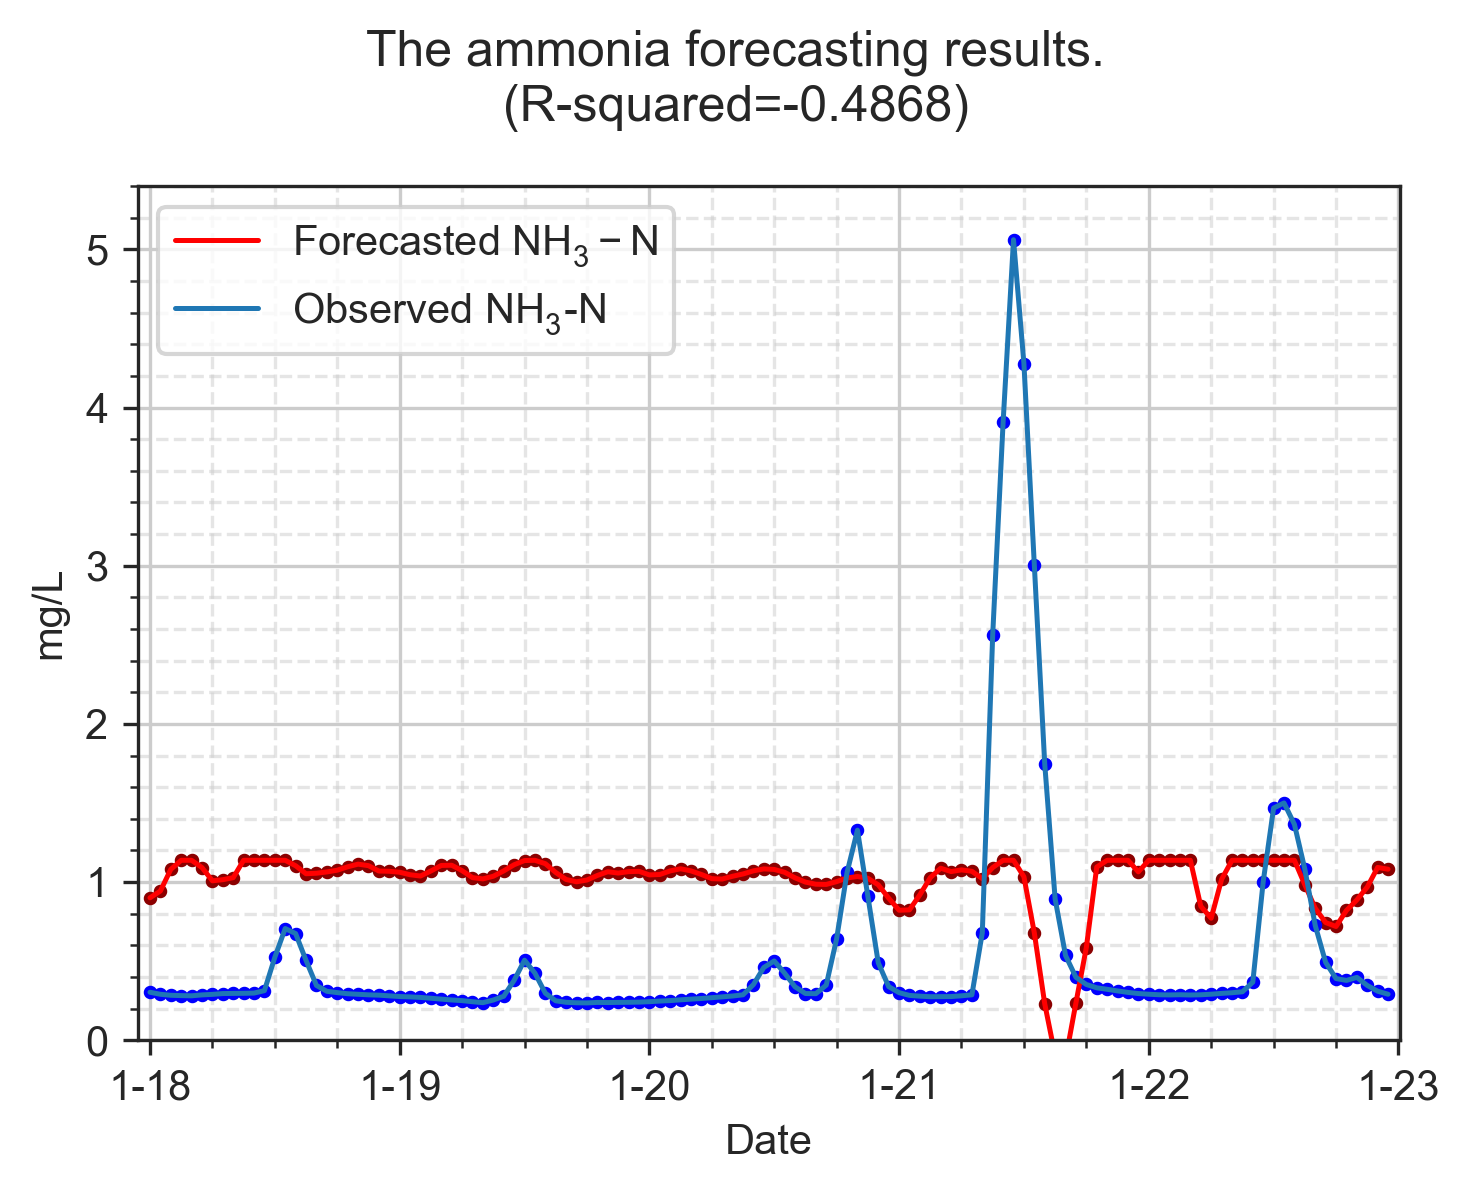 The ammonia forecasting results.
(R-squared=-0.4868)
Forecasted NH₃ − N
Observed NH₃-N
5
4
3
2
1
0
mg/L
1-18 1-19 1-20 1-21 1-22 1-23
Date